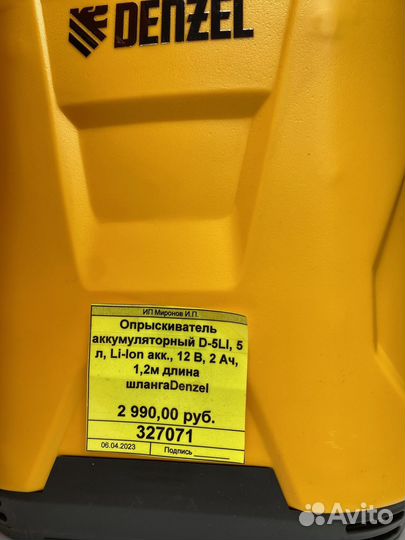 DENZEL
ИП Миронов И.П.
Опрыскиватель
аккумуляторный D-5LI, 5
л, Li-Ion акк., 12 В, 2 Ач,
1,2м длина
шлангаDenzel
2 990,00 руб.
327071
06.04.2023 Подпись ________
Avito